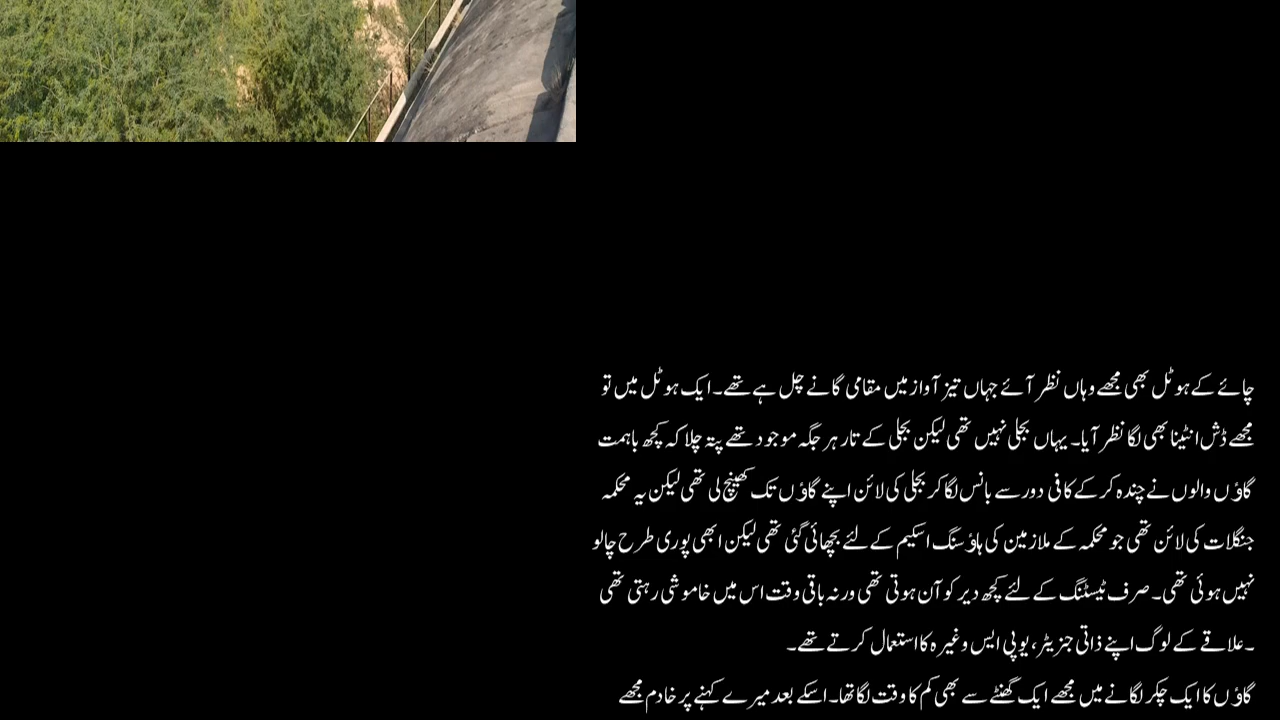 چائے کے ہوٹل بھی مجھے وہاں نظر آئے جہاں تیز آواز میں مقامی گانے چل ہے تھے۔ ایک ہوٹل میں تو
مجھے ڈش انٹینا بھی لگا نظر آیا۔ یہاں بجلی نہیں تھی لیکن بجلی کے تار ہر جگہ موجود تھے پتہ چلا کہ کچھ باہمت
گاؤں والوں نے چندہ کر کے کافی دور سے بانس لگا کر بجلی کی لائن اپنے گاؤں تک کھینچ لی تھی لیکن یہ محکمہ
جنگلات کی لائن تھی جو محکمہ کے ملازمین کی ہاؤسنگ اسکیم کے لئے بچھائی گئی تھی لیکن ابھی پوری طرح چالو
نہیں ہوئی تھی۔ صرف ٹیسٹنگ کے لئے کچھ دیر کو آن ہوتی تھی ورنہ باقی وقت اس میں خاموشی رہتی تھی
۔علاقے کے لوگ اپنے ذاتی جنریٹر، یو پی ایس وغیرہ کا استعمال کرتے تھے۔
گاؤں کا ایک چکر لگانے میں مجھے ایک گھنٹے سے بھی کم کا وقت لگا تھا۔ اسکے بعد میرے کہنے پر خادم مجھے